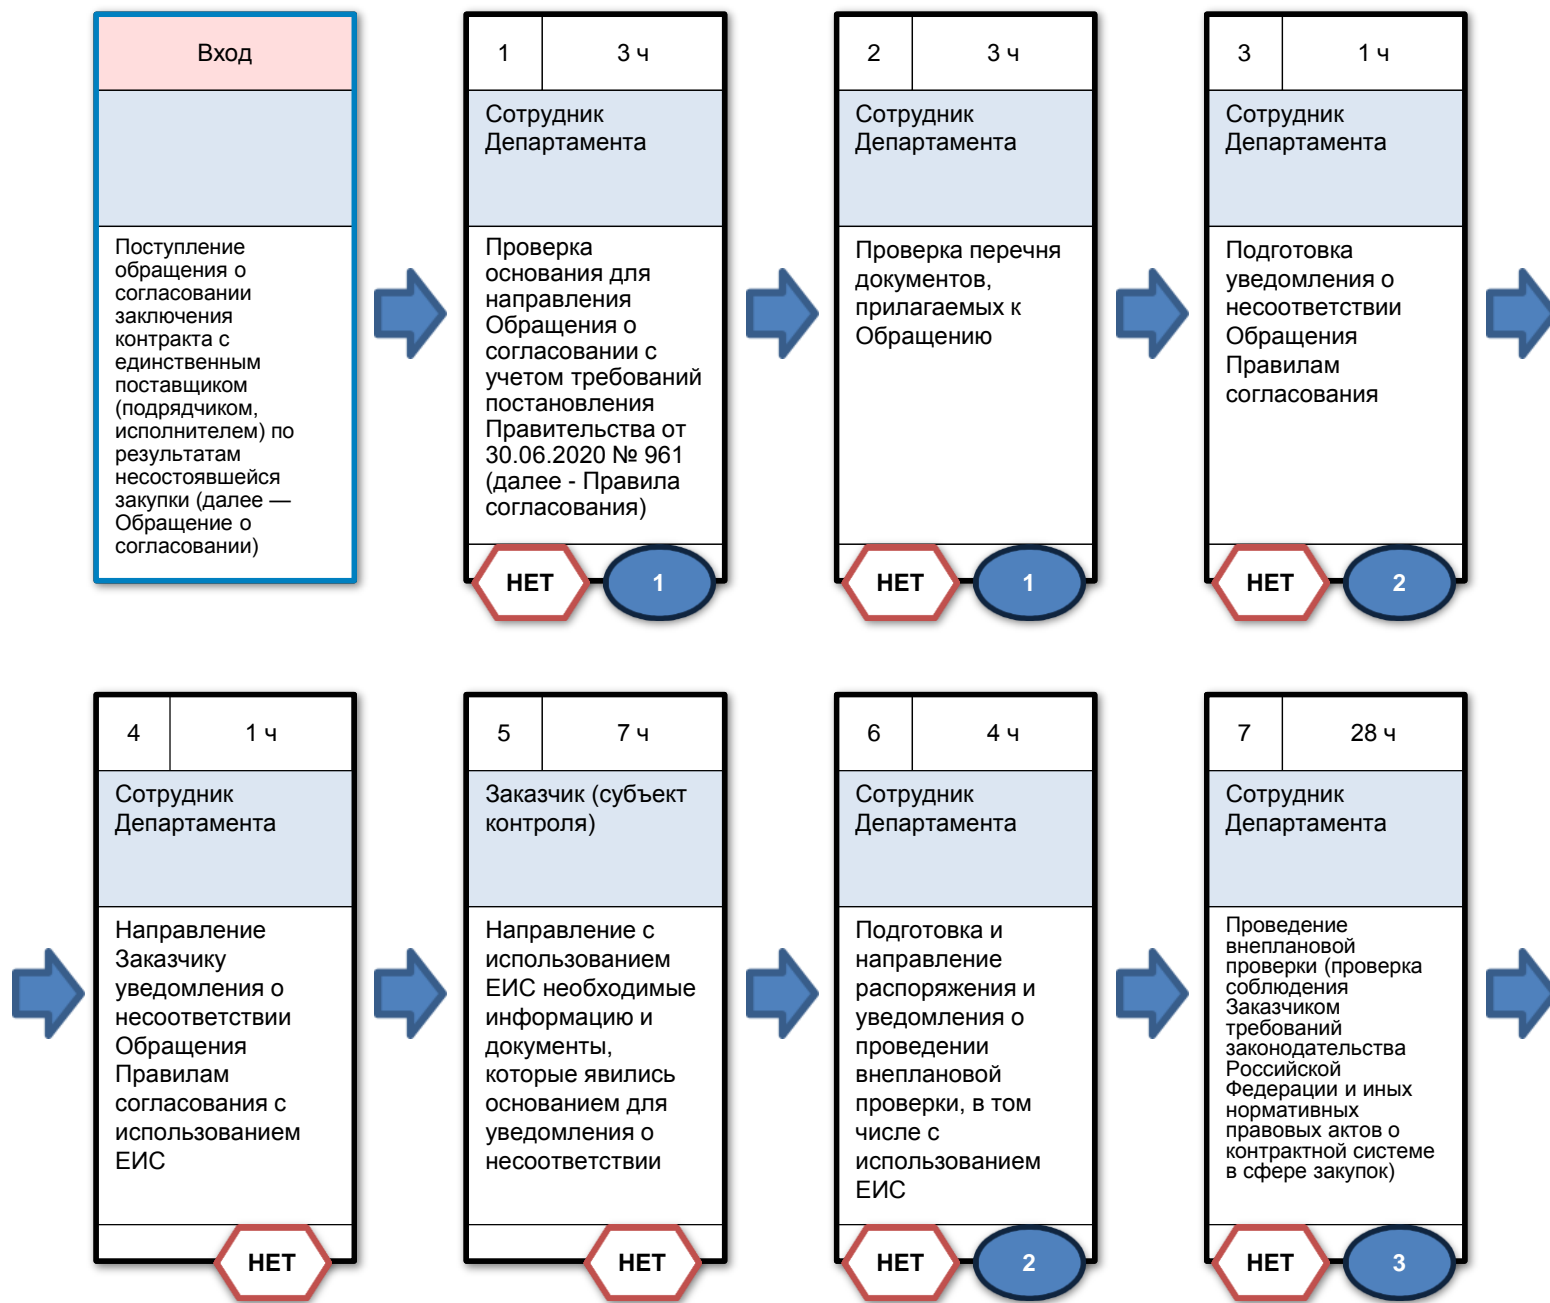 Вход
Поступление
обращения о
согласовании
заключения
контракта с
единственным
поставщиком
(подрядчиком,
исполнителем) по
результатам
несостоявшейся
закупки (далее —
Обращение о
согласовании)
1
3 ч
Сотрудник
Департамента
Проверка
основания для
направления
Обращения о
согласовании с
учетом требований
постановления
Правительства от
30.06.2020 № 961
(далее - Правила
согласования)
НЕТ
1
2
3 ч
Сотрудник
Департамента
Проверка перечня
документов,
прилагаемых к
Обращению
НЕТ
1
3
1 ч
Сотрудник
Департамента
Подготовка
уведомления о
несоответствии
Обращения
Правилам
согласования
НЕТ
2
4
1 ч
Сотрудник
Департамента
Направление
Заказчику
уведомления о
несоответствии
Обращения
Правилам
согласования с
использованием
ЕИС
НЕТ
5
7 ч
Заказчик (субъект
контроля)
Направление с
использованием
ЕИС необходимые
информацию и
документы,
которые явились
основанием для
уведомления о
несоответствии
НЕТ
6
4 ч
Сотрудник
Департамента
Подготовка и
направление
распоряжения и
уведомления о
проведении
внеплановой
проверки, в том
числе с
использованием
ЕИС
НЕТ
2
7
28 ч
Сотрудник
Департамента
Проведение
внеплановой
проверки (проверка
соблюдения
Заказчиком
требований
законодательства
Российской
Федерации и иных
нормативных
правовых актов о
контрактной системе
в сфере закупок)
НЕТ
3